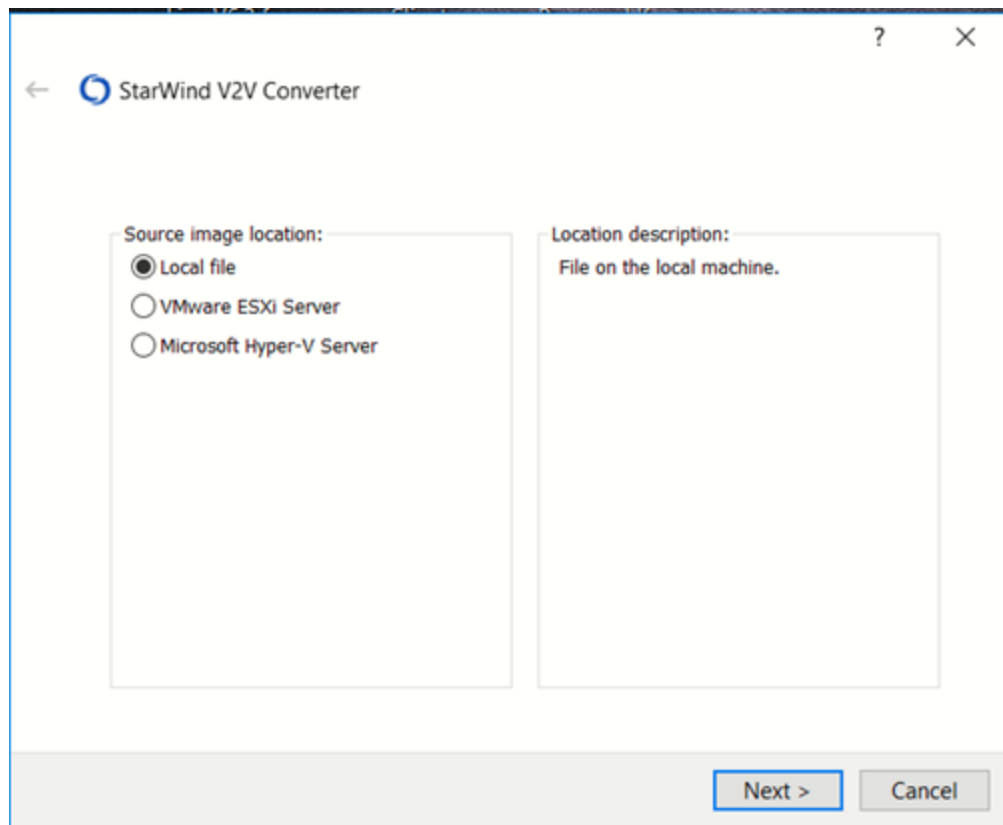 ?
StarWind V2V Converter
Source image location:
Local file
VMware ESXi Server
Microsoft Hyper-V Server
Location description:
File on the local machine.
Next >
Cancel